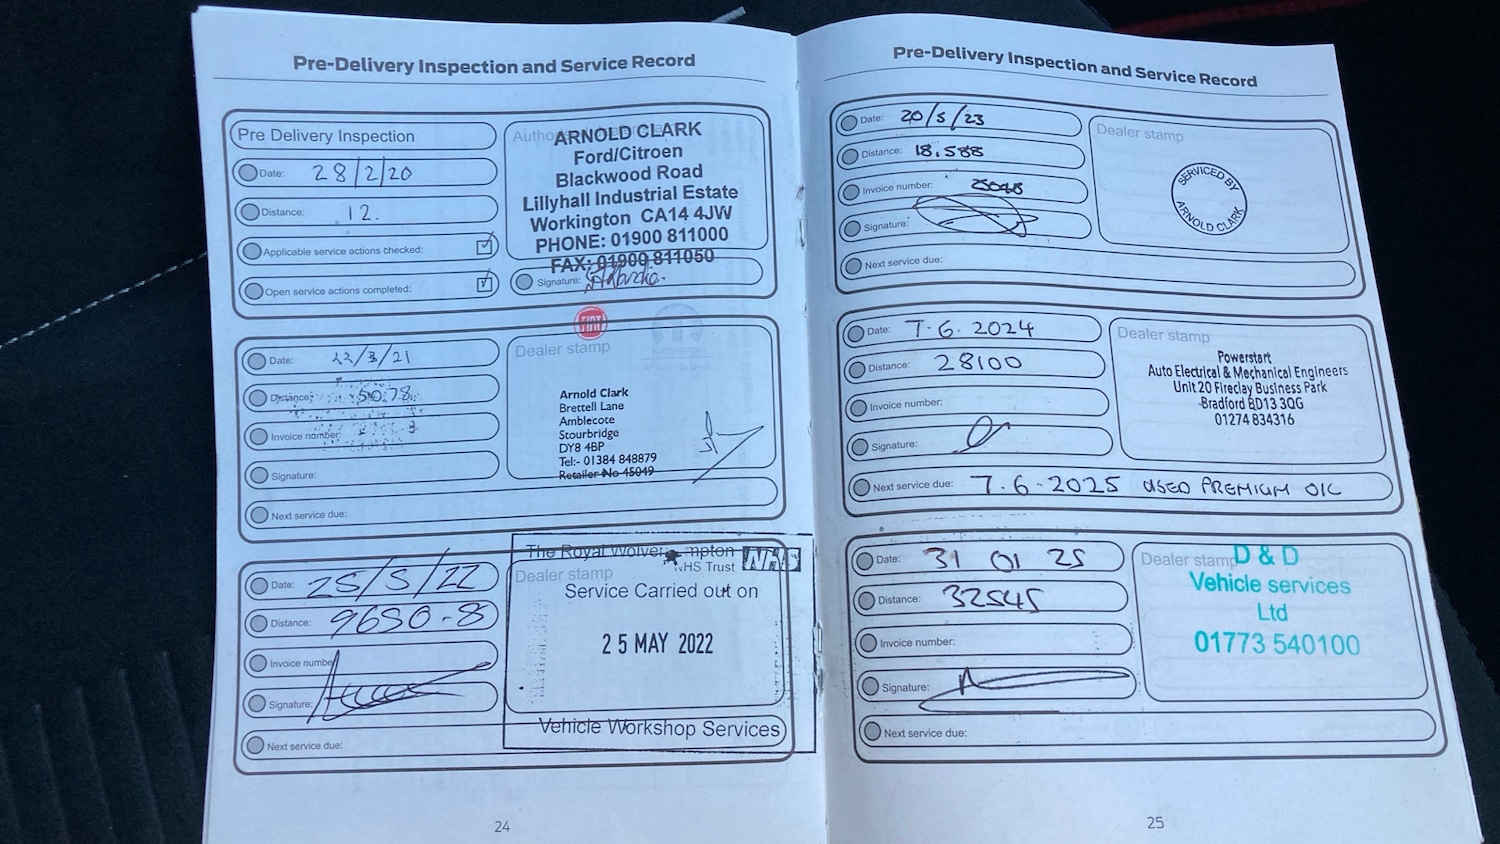 Pre-Delivery Inspection and Service Record
Pre Delivery Inspection
Date: 28/2/20
Distance: 12.
Applicable service actions checked:
Open service actions completed:
ARNOLD CLARK
Ford/Citroen
Blackwood Road
Lillyhall Industrial Estate
Workington CA14 4JW
PHONE: 01900 811000
FAX: 01900 811050
Signature:
FIAT
Date: 22/3/21
Distance: 5078
Invoice number:
Signature:
Next service due:
Dealer stamp
Arnold Clark
Brettell Lane
Amblecote
Stourbridge
DY8 4BP
Tel:- 01384 848879
Retailer No 45049
Date: 25/5/22
Distance: 9650-8
Invoice number
Signature:
Next service due:
The Royal Wolver mpton
NHS Trust
NHS
Dealer stamp
Service Carried out on
25 MAY 2022
Vehicle Workshop Services
24
Pre-Delivery Inspection and Service Record
Date: 20/5/23
Distance: 18.588
Invoice number: 25048
Signature:
Next service due:
Dealer stamp
SERVICED BY
ARNOLD CLARK
Date: 7.6.2024
Distance: 28100
Invoice number:
Signature:
Next service due: 7.6.2025 USED PREMIUM OIL
Dealer stamp
Powerstart
Auto Electrical & Mechanical Engineers
Unit 20 Fireclay Business Park
Bradford BD13 3QG
01274 834316
Date: 31 01 25
Distance: 32545
Invoice number:
Signature:
Next service due:
Dealer stamp
D & D
Vehicle services
Ltd
01773 540100
25